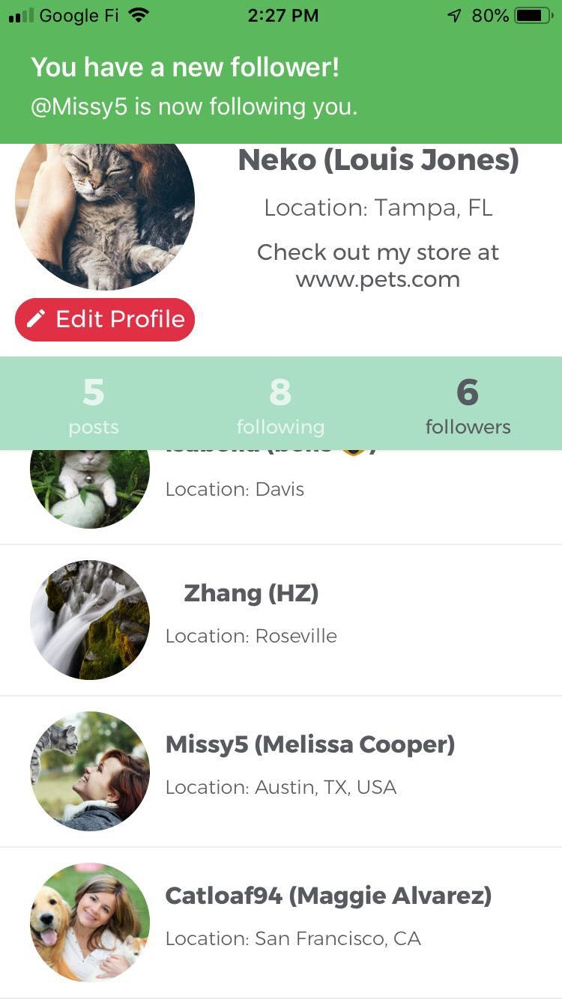 Google Fi
2:27 PM
80%
You have a new follower!
@Missy5 is now following you.
Neko (Louis Jones)
Location: Tampa, FL
Check out my store at
www.pets.com
Edit Profile
5
posts
8
following
6
followers
Location: Davis
Zhang (HZ)
Location: Roseville
Missy5 (Melissa Cooper)
Location: Austin, TX, USA
Catloaf94 (Maggie Alvarez)
Location: San Francisco, CA